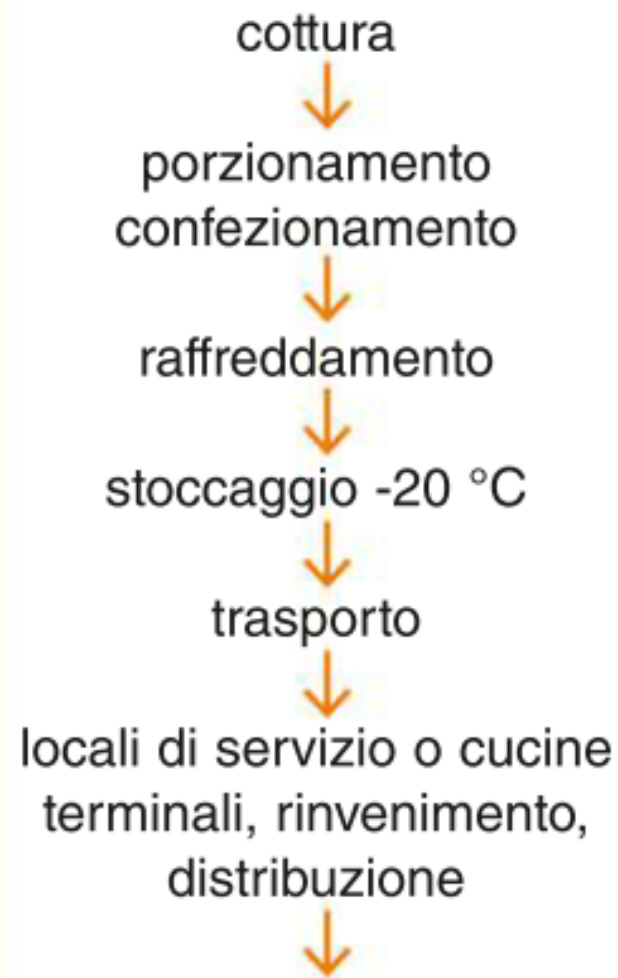 cottura
porzionamento
confezionamento
raffreddamento
stoccaggio -20 °C
trasporto
locali di servizio o cucine
terminali, rinvenimento,
distribuzione